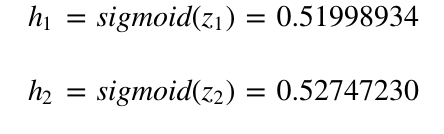 h₁ = sigmoid(z₁) = 0.51998934
h₂ = sigmoid(z₂) = 0.52747230